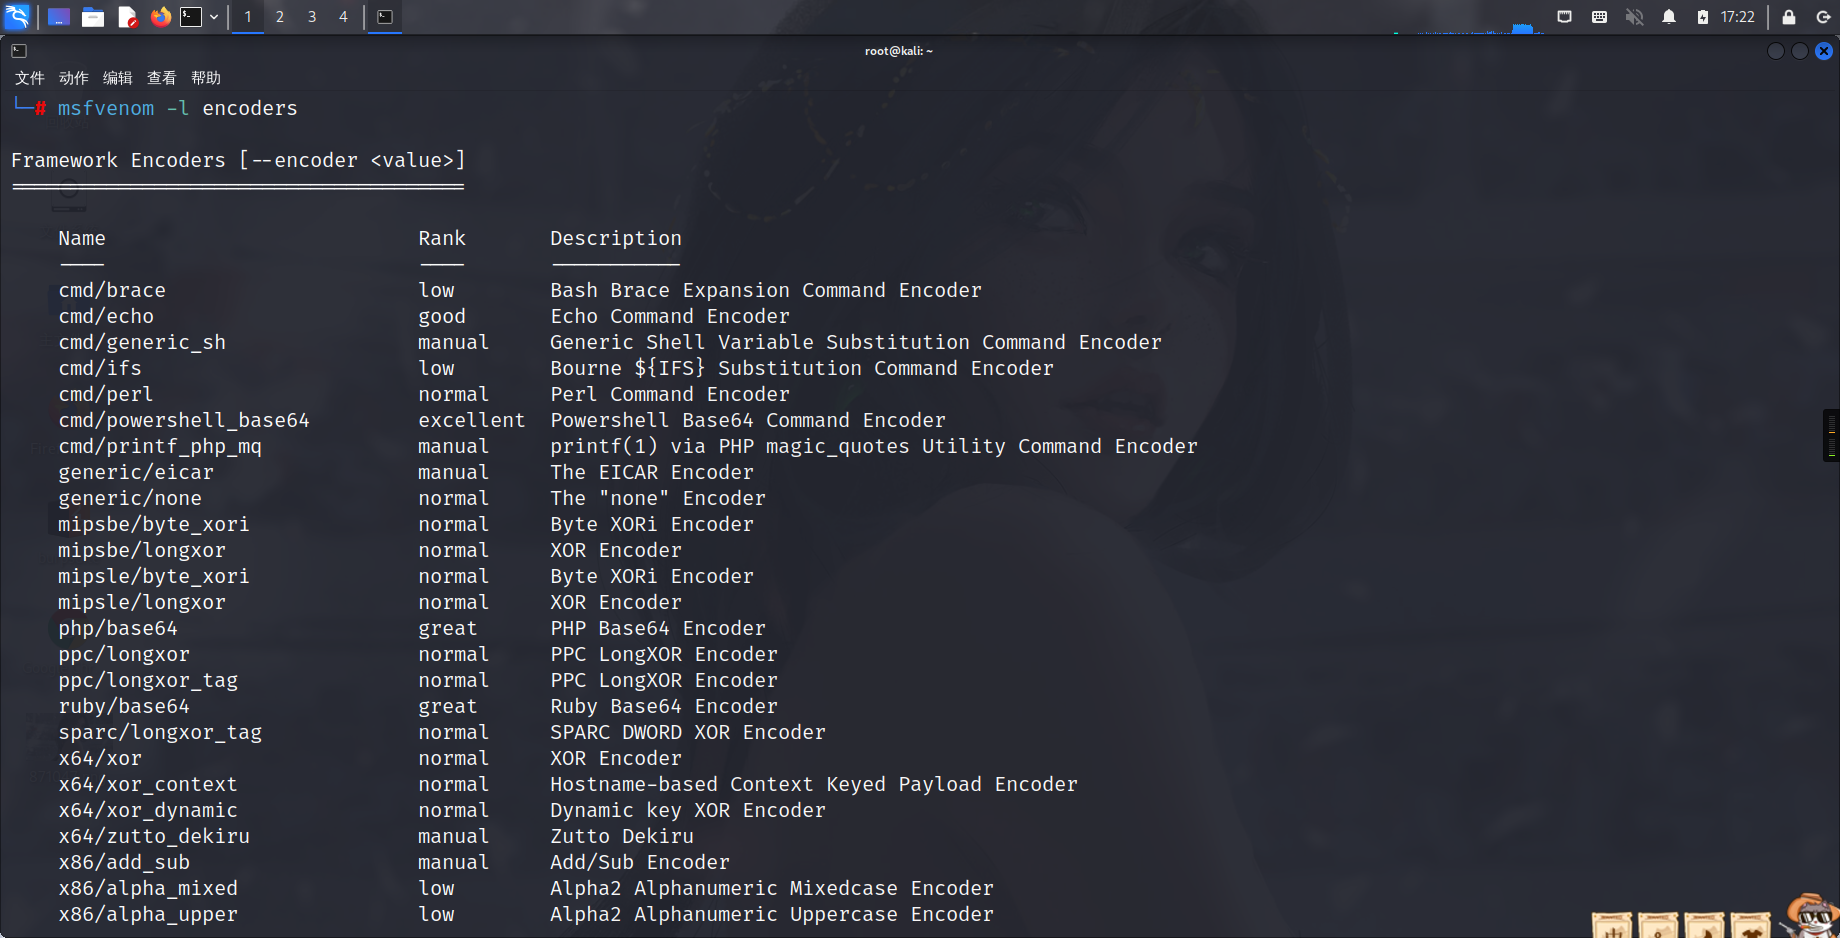 1 2 3 4 17:22
root@kali: ~
文件 动作 编辑 查看 帮助
└─# msfvenom -l encoders
Framework Encoders [--encoder <value>]
======================================
Name Rank Description
---- ---- -----------
cmd/brace low Bash Brace Expansion Command Encoder
cmd/echo good Echo Command Encoder
cmd/generic_sh manual Generic Shell Variable Substitution Command Encoder
cmd/ifs low Bourne ${IFS} Substitution Command Encoder
cmd/perl normal Perl Command Encoder
cmd/powershell_base64 excellent Powershell Base64 Command Encoder
cmd/printf_php_mq manual printf(1) via PHP magic_quotes Utility Command Encoder
generic/eicar manual The EICAR Encoder
generic/none normal The "none" Encoder
mipsbe/byte_xori normal Byte XORi Encoder
mipsbe/longxor normal XOR Encoder
mipsle/byte_xori normal Byte XORi Encoder
mipsle/longxor normal XOR Encoder
php/base64 great PHP Base64 Encoder
ppc/longxor normal PPC LongXOR Encoder
ppc/longxor_tag normal PPC LongXOR Encoder
ruby/base64 great Ruby Base64 Encoder
sparc/longxor_tag normal SPARC DWORD XOR Encoder
x64/xor normal XOR Encoder
x64/xor_context normal Hostname-based Context Keyed Payload Encoder
x64/xor_dynamic normal Dynamic key XOR Encoder
x64/zutto_dekiru manual Zutto Dekiru
x86/add_sub manual Add/Sub Encoder
x86/alpha_mixed low Alpha2 Alphanumeric Mixedcase Encoder
x86/alpha_upper low Alpha2 Alphanumeric Uppercase Encoder